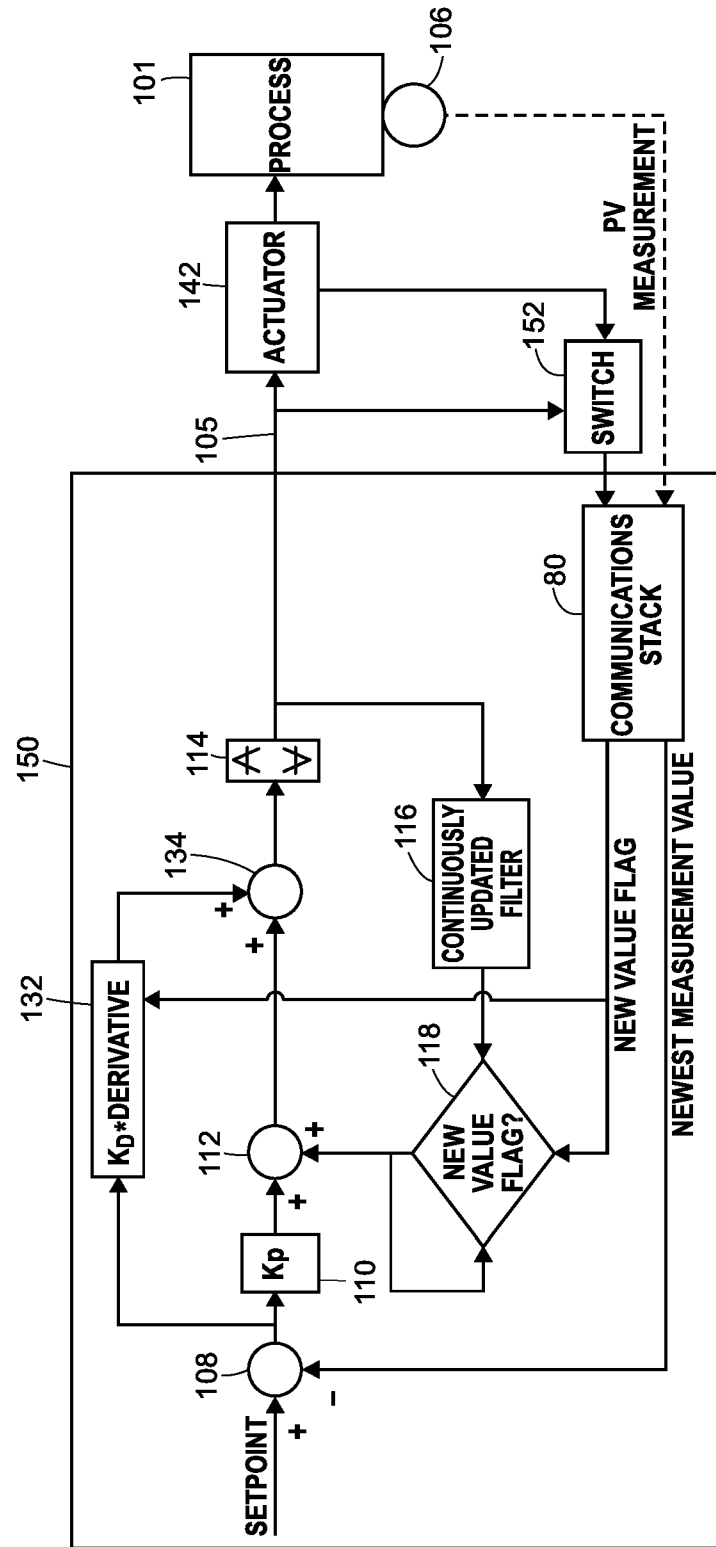 150
SETPOINT
+
-
108
Kp
110
+
+
112
KD*DERIVATIVE
132
+
+
134
114
105
ACTUATOR
142
PROCESS
101
106
PV
MEASUREMENT
SWITCH
152
COMMUNICATIONS
STACK
80
CONTINUOUSLY
UPDATED
FILTER
116
NEW
VALUE
FLAG?
118
NEW VALUE FLAG
NEWEST MEASUREMENT VALUE